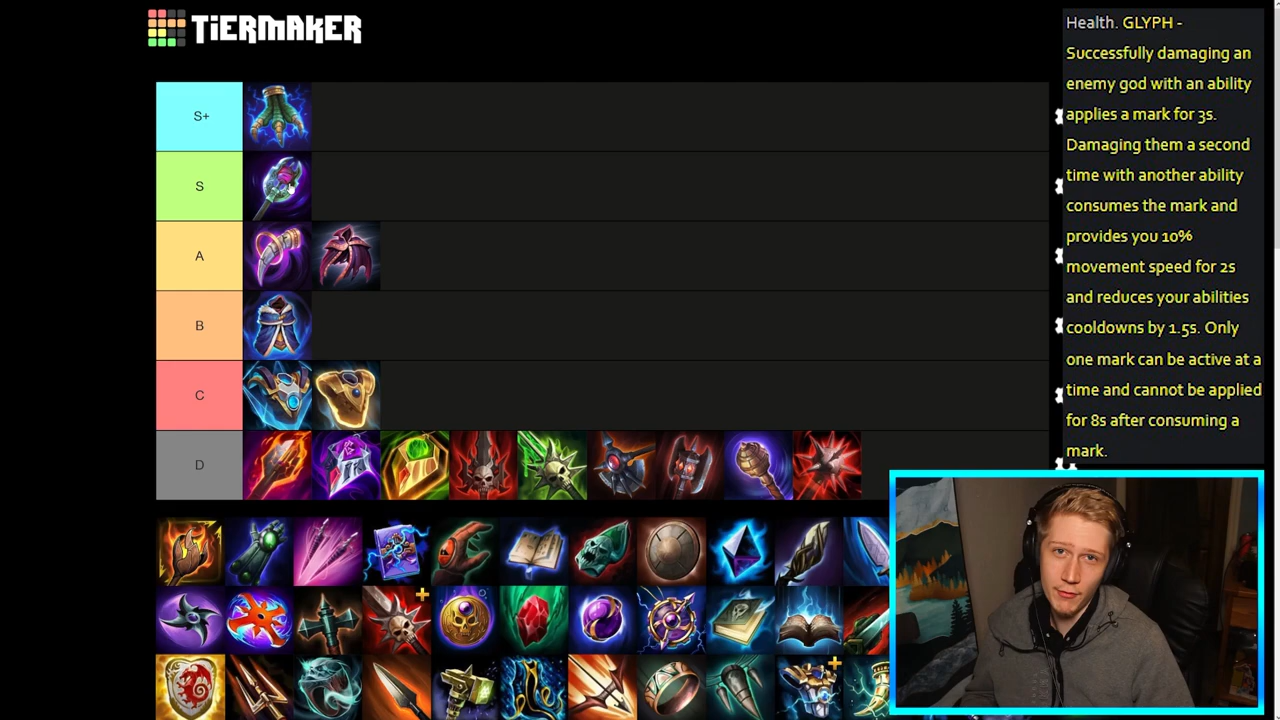 TiERMAKER
S+
S
A
B
C
D
Health. GLYPH -
Successfully damaging an
enemy god with an ability
applies a mark for 3s.
Damaging them a second
time with another ability
consumes the mark and
provides you 10%
movement speed for 2s
and reduces your abilities
cooldowns by 1.5s. Only
one mark can be active at a
time and cannot be applied
for 8s after consuming a
mark.